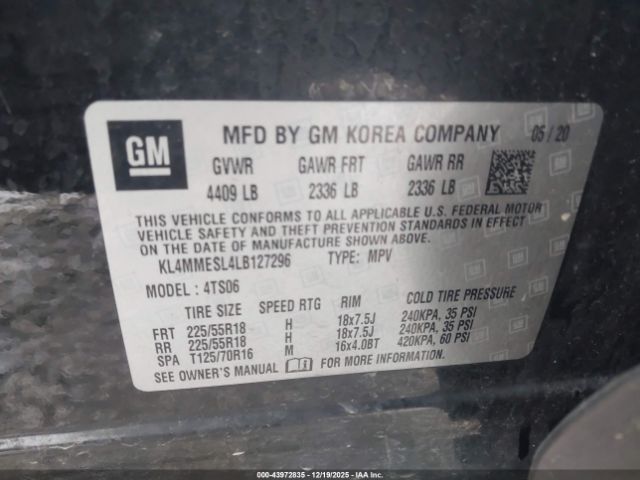 GM
MFD BY GM KOREA COMPANY 05 / 20
GVWR GAWR FRT GAWR RR
4409 LB 2336 LB 2336 LB
THIS VEHICLE CONFORMS TO ALL APPLICABLE U.S. FEDERAL MOTOR
VEHICLE SAFETY AND THEFT PREVENTION STANDARDS IN EFFECT
ON THE DATE OF MANUFACTURE SHOWN ABOVE.
KL4MMESL4LB127296 TYPE: MPV
MODEL : 4TS06
TIRE SIZE SPEED RTG RIM COLD TIRE PRESSURE
FRT 225/55R18 H 18x7.5J 240KPA, 35 PSI
RR 225/55R18 H 18x7.5J 240KPA, 35 PSI
SPA T125/70R16 M 16x4.0BT 420KPA, 60 PSI
SEE OWNER'S MANUAL FOR MORE INFORMATION.
000-43972835 - 12/19/2025 - IAAI.COM